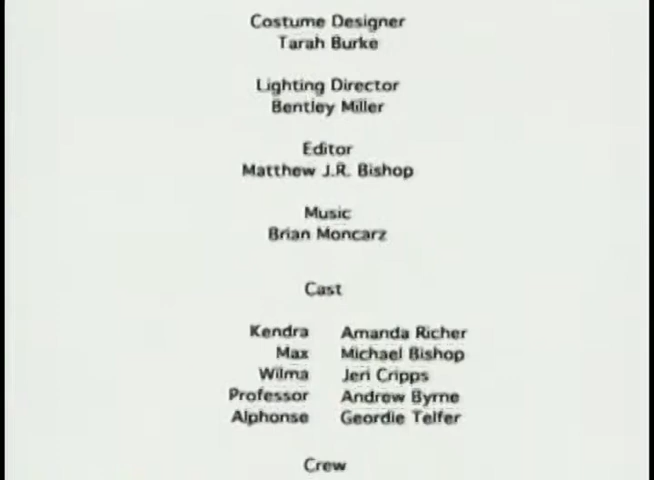 Costume Designer
Tarah Burke
Lighting Director
Bentley Miller
Editor
Matthew J.R. Bishop
Music
Brian Moncarz
Cast
Kendra Amanda Richer
Max Michael Bishop
Wilma Jeri Cripps
Professor Andrew Byrne
Alphonse Geordie Telfer
Crew